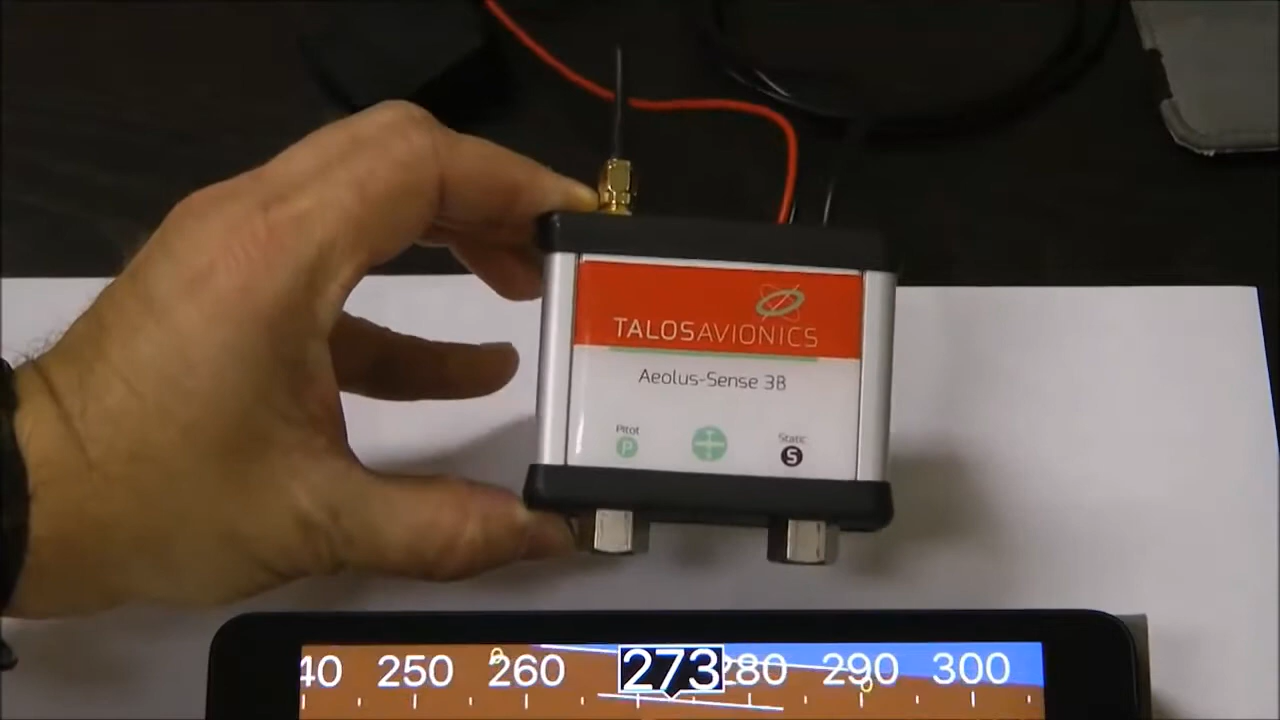 TALOSAVIONICS
Aeolus-Sense 3B
Pitot Static
P S
40 250 260 273 280 290 300